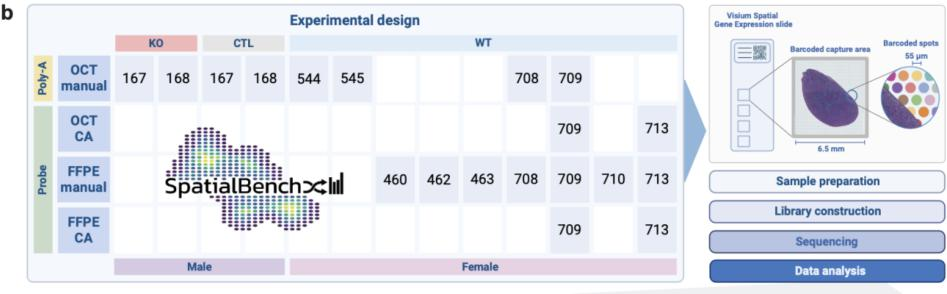 b
Experimental design
KO CTL WT
Poly-A
OCT manual 167 168 167 168 544 545 708 709
Probe
OCT CA 709 713
FFPE manual 460 462 463 708 709 710 713
SpatialBench
FFPE CA 709 713
Male Female
Visium Spatial
Gene Expression slide
Barcoded capture area
Barcoded spots
55 µm
6.5 mm
Sample preparation
Library construction
Sequencing
Data analysis